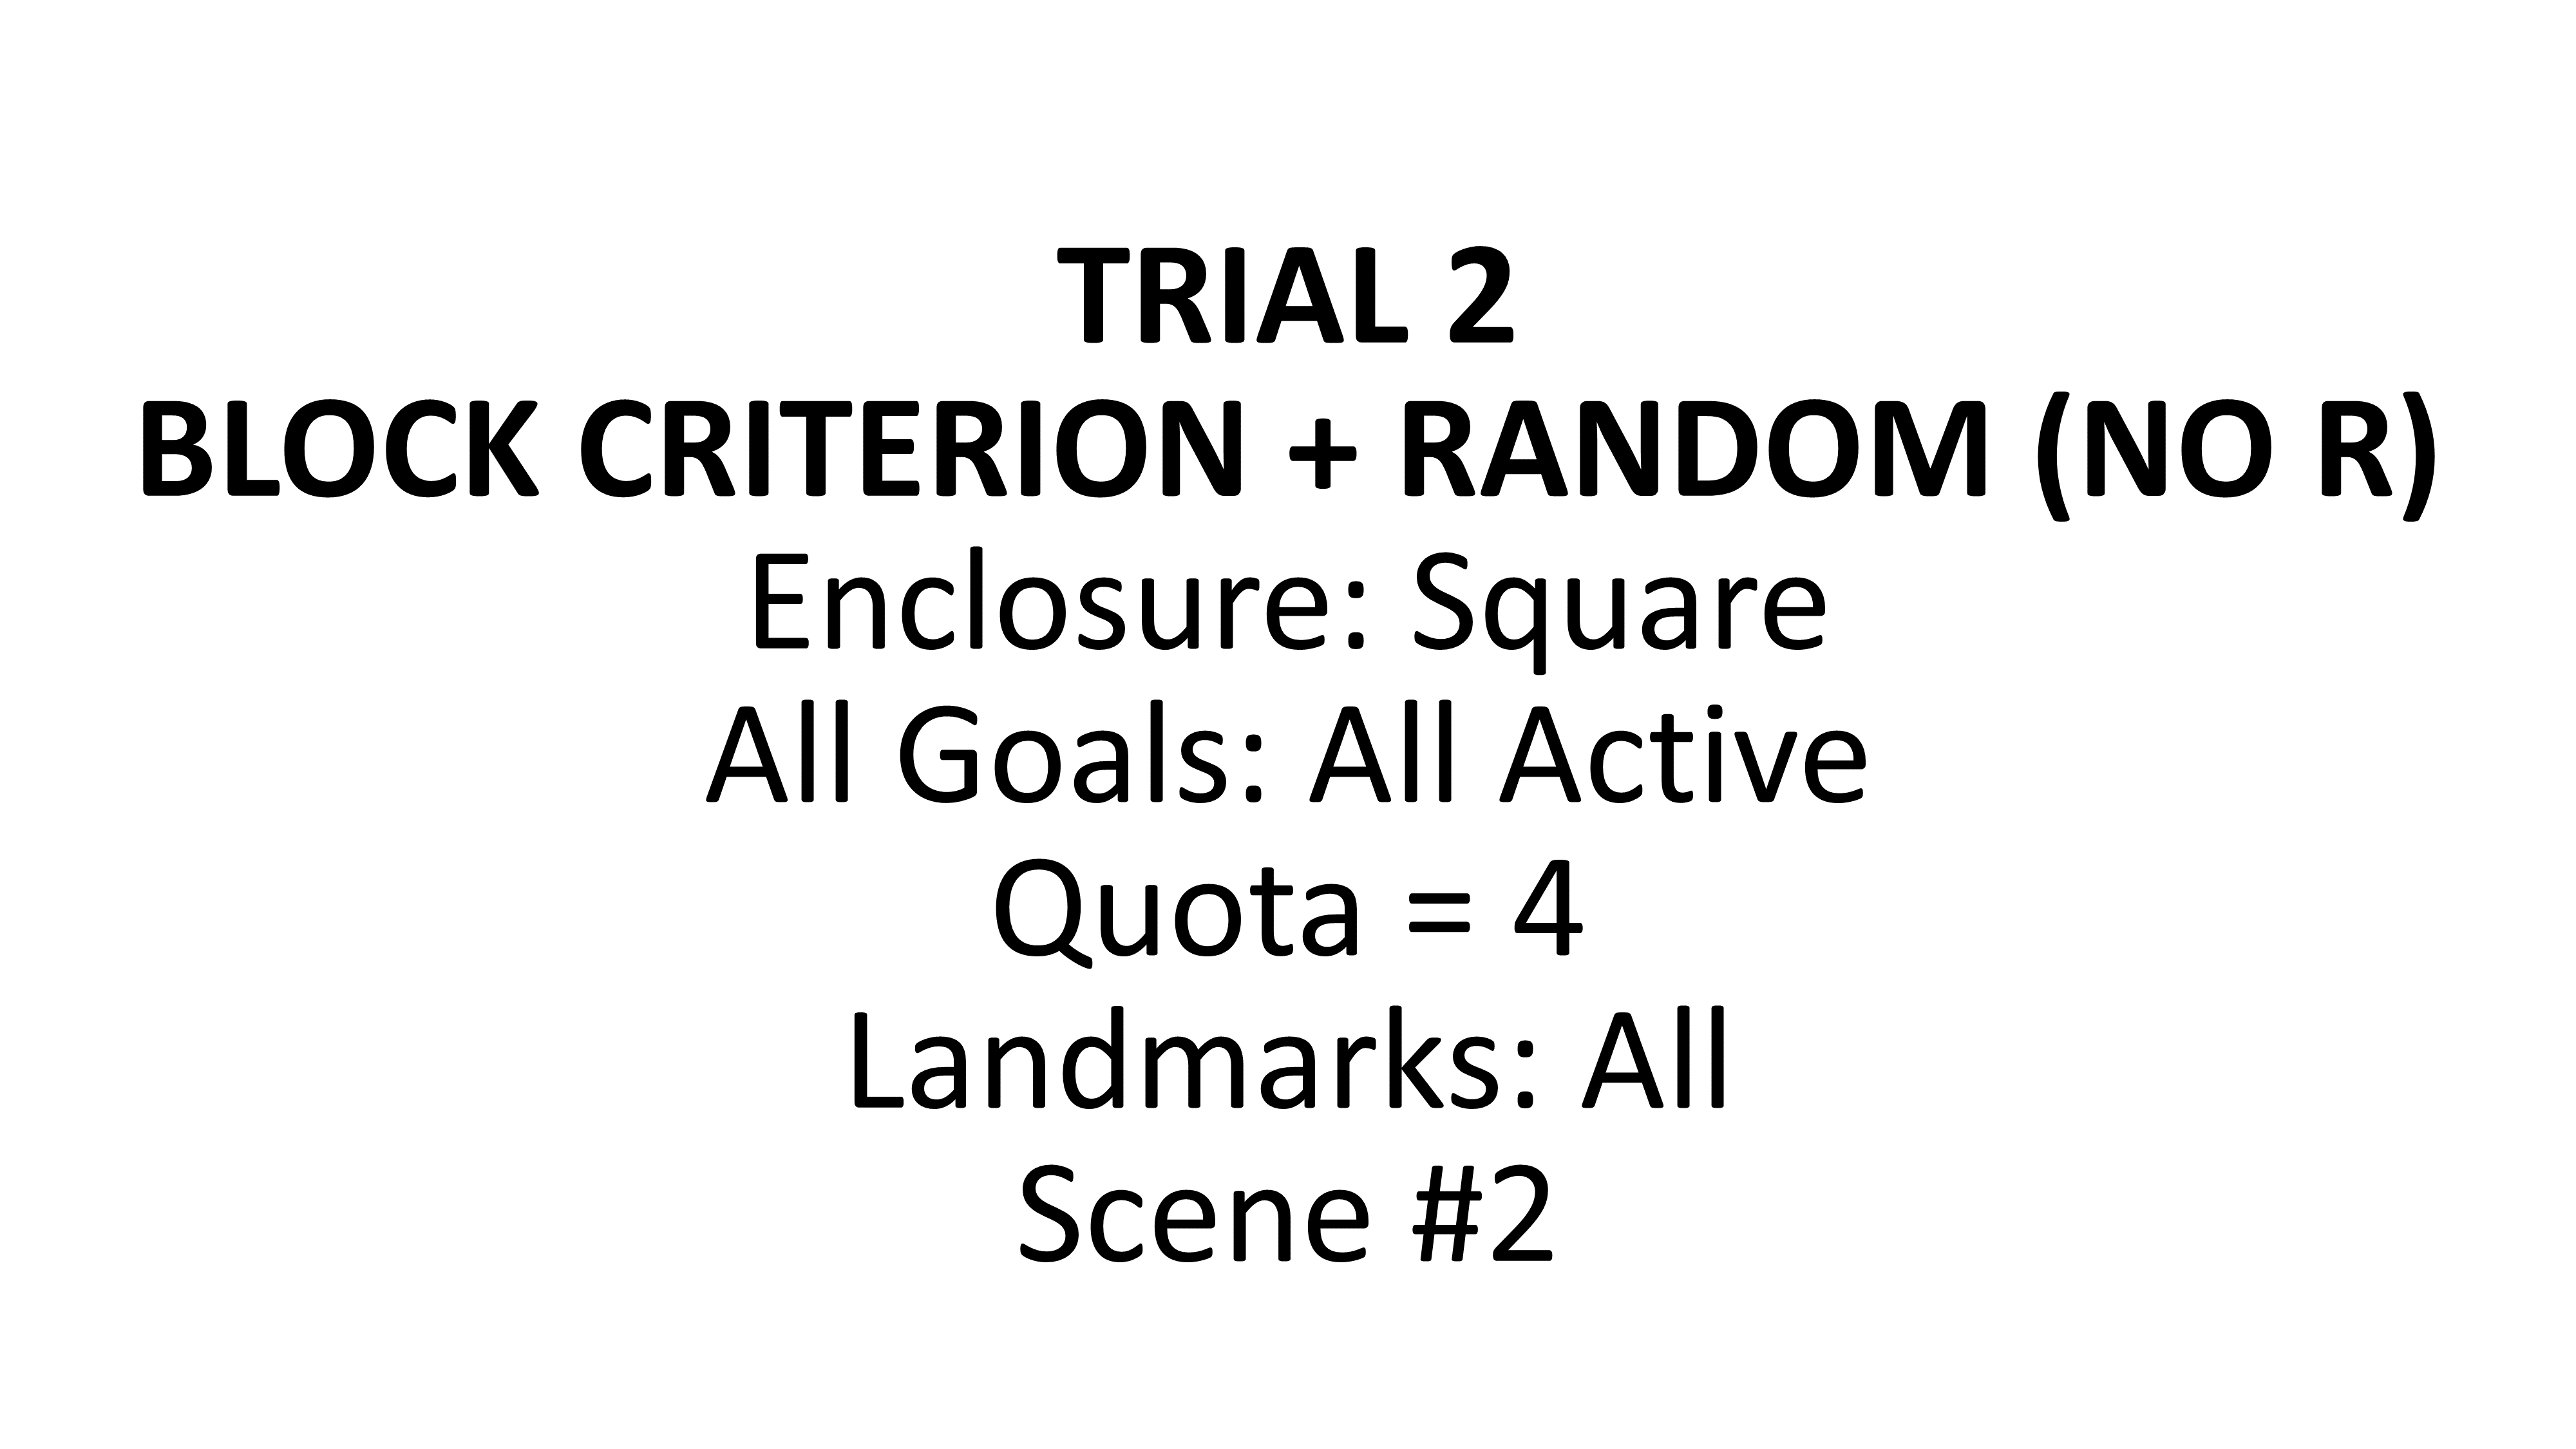 TRIAL 2
BLOCK CRITERION + RANDOM (NO R)
Enclosure: Square
All Goals: All Active
Quota = 4
Landmarks: All
Scene #2